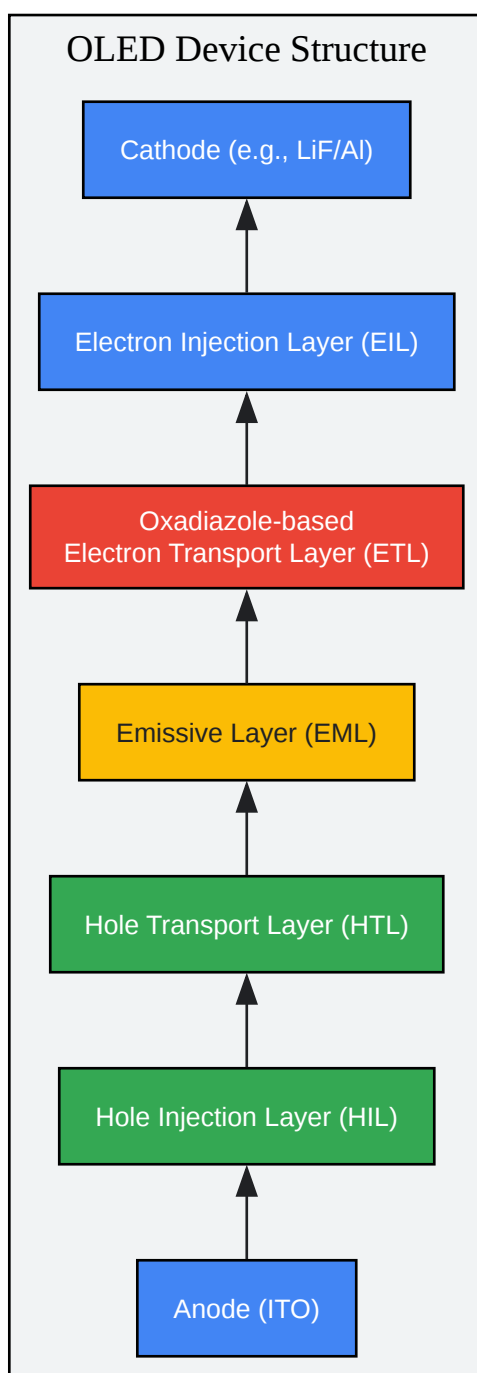 OLED Device Structure
Cathode (e.g., LiF/Al)
Electron Injection Layer (EIL)
Oxadiazole-based
Electron Transport Layer (ETL)
Emissive Layer (EML)
Hole Transport Layer (HTL)
Hole Injection Layer (HIL)
Anode (ITO)